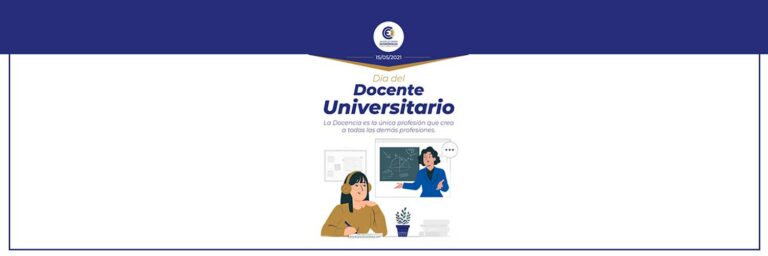 15/05/2021
Día del
Docente
Universitario
La Docencia es la única profesión que crea
a todas las demás profesiones.